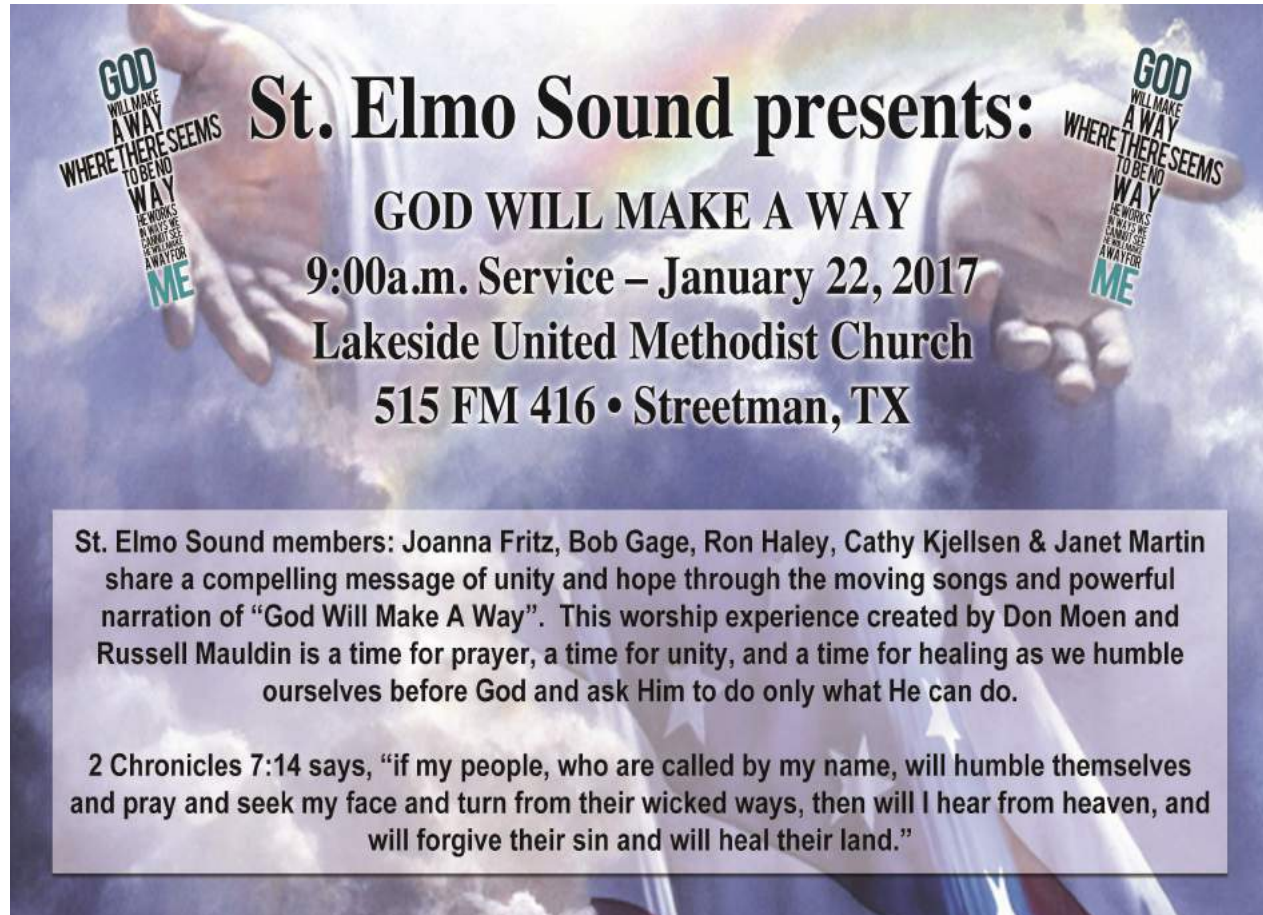 GOD
WILL MAKE
A WAY
WHERE THERE SEEMS
TO BE NO
WAY
HE WORKS
IN WAYS WE
CANNOT SEE
HE WILL MAKE
A WAY FOR
ME
St. Elmo Sound presents:
GOD
WILL MAKE
A WAY
WHERE THERE SEEMS
TO BE NO
WAY
HE WORKS
IN WAYS WE
CANNOT SEE
HE WILL MAKE
A WAY FOR
ME
GOD WILL MAKE A WAY
9:00a.m. Service – January 22, 2017
Lakeside United Methodist Church
515 FM 416 • Streetman, TX
St. Elmo Sound members: Joanna Fritz, Bob Gage, Ron Haley, Cathy Kjellsen & Janet Martin
share a compelling message of unity and hope through the moving songs and powerful
narration of “God Will Make A Way”.  This worship experience created by Don Moen and
Russell Mauldin is a time for prayer, a time for unity, and a time for healing as we humble
ourselves before God and ask Him to do only what He can do.
2 Chronicles 7:14 says, “if my people, who are called by my name, will humble themselves
and pray and seek my face and turn from their wicked ways, then will I hear from heaven, and
will forgive their sin and will heal their land.”